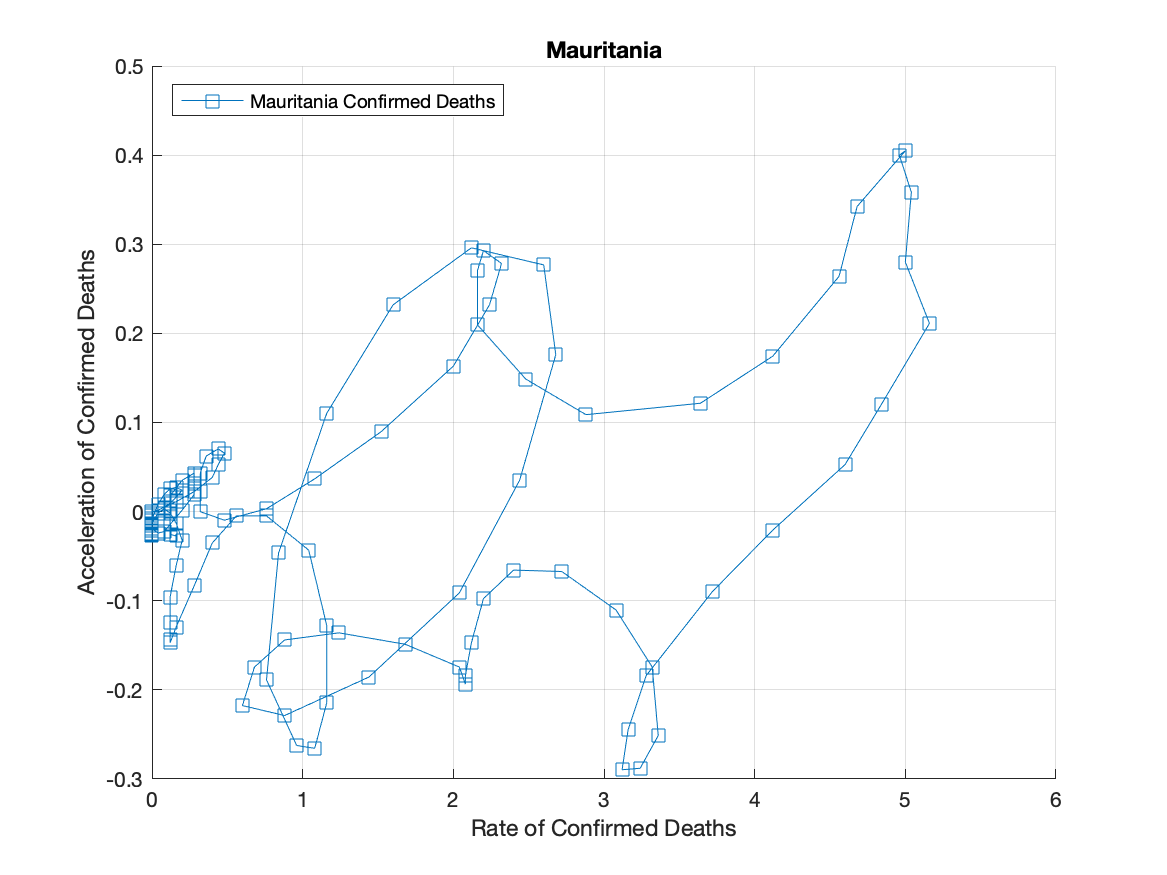 Mauritania
0.5
Mauritania Confirmed Deaths
0.4
0.3
0.2
0.1
0
-0.1
-0.2
-0.3
Acceleration of Confirmed Deaths
0 1 2 3 4 5 6
Rate of Confirmed Deaths